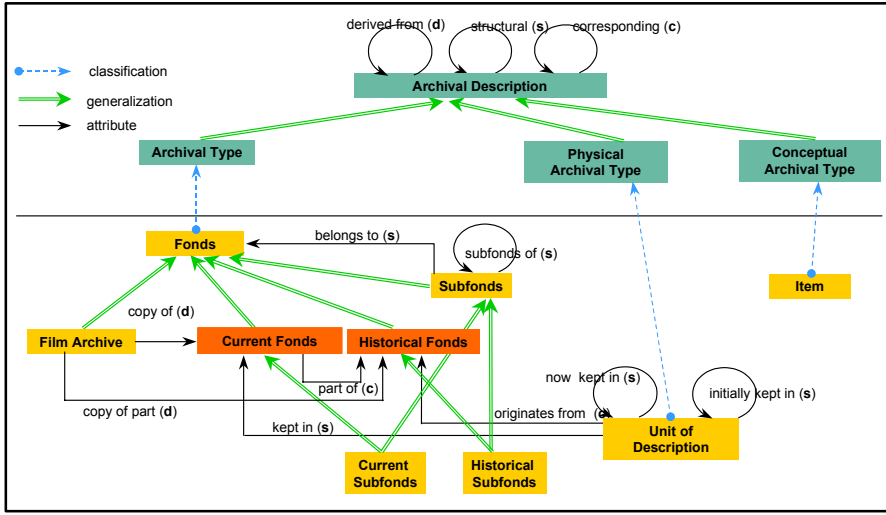 derived from (d)
structural (s)
corresponding (c)
classification
generalization
attribute
Archival Description
Archival Type
Physical
Archival Type
Conceptual
Archival Type
Fonds
belongs to (s)
subfonds of (s)
Subfonds
Item
copy of (d)
Film Archive
Current Fonds
Historical Fonds
part of (c)
now kept in (s)
initially kept in (s)
copy of part (d)
originates from (
kept in (s)
Unit of
Description
Current
Subfonds
Historical
Subfonds